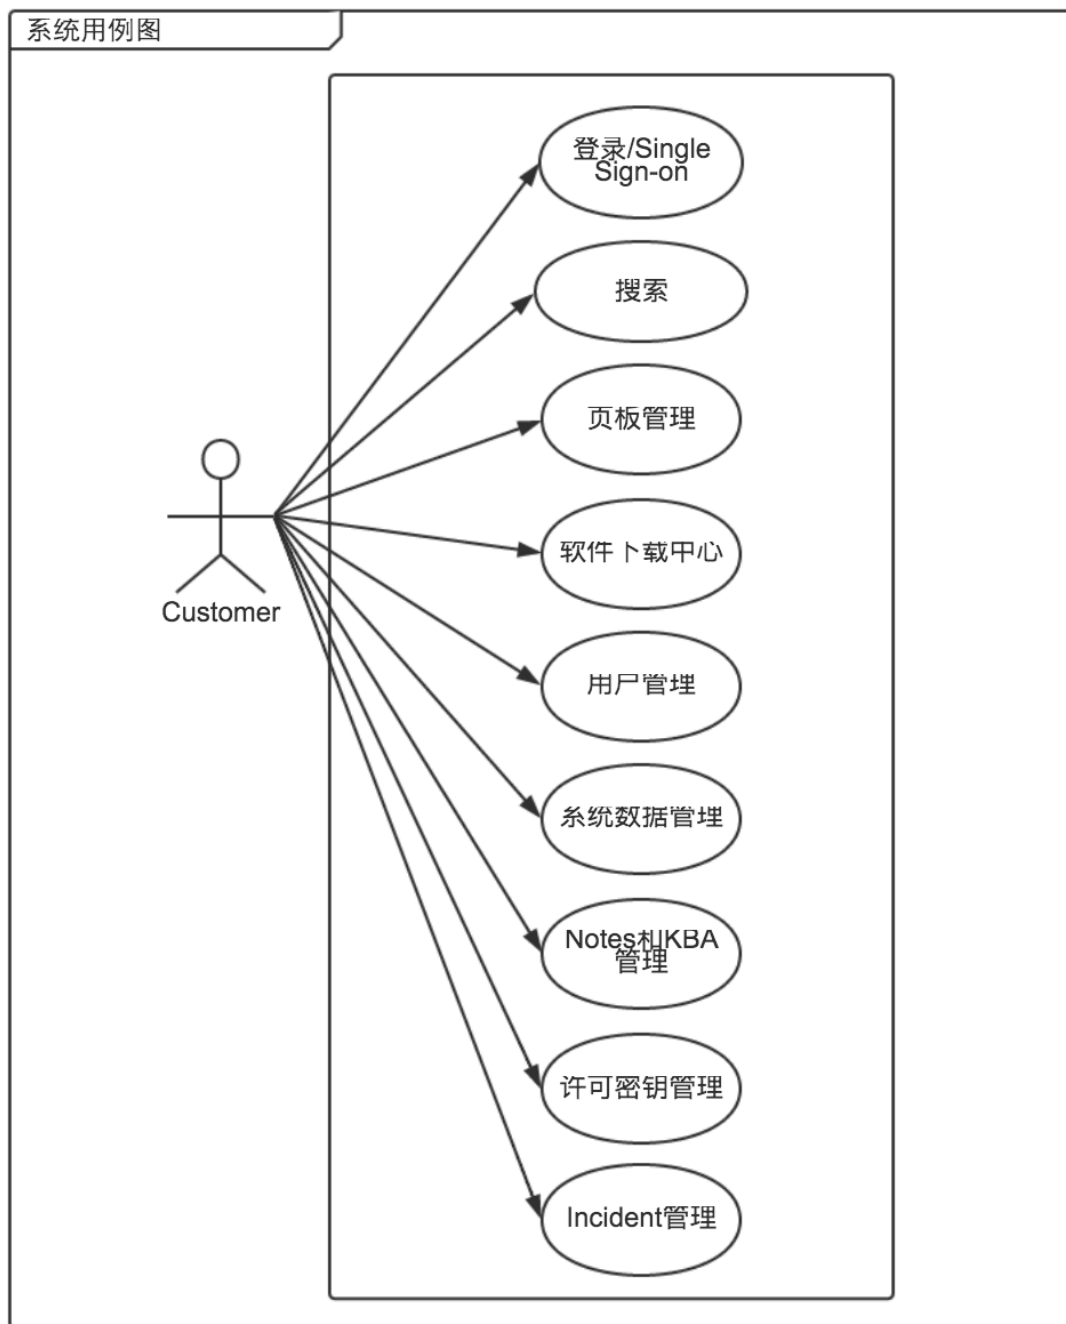 系统用例图
登录/Single
Sign-on
搜索
页板管理
软件下载中心
Customer
用户管理
系统数据管理
Notes和KBA
管理
许可密钥管理
Incident管理